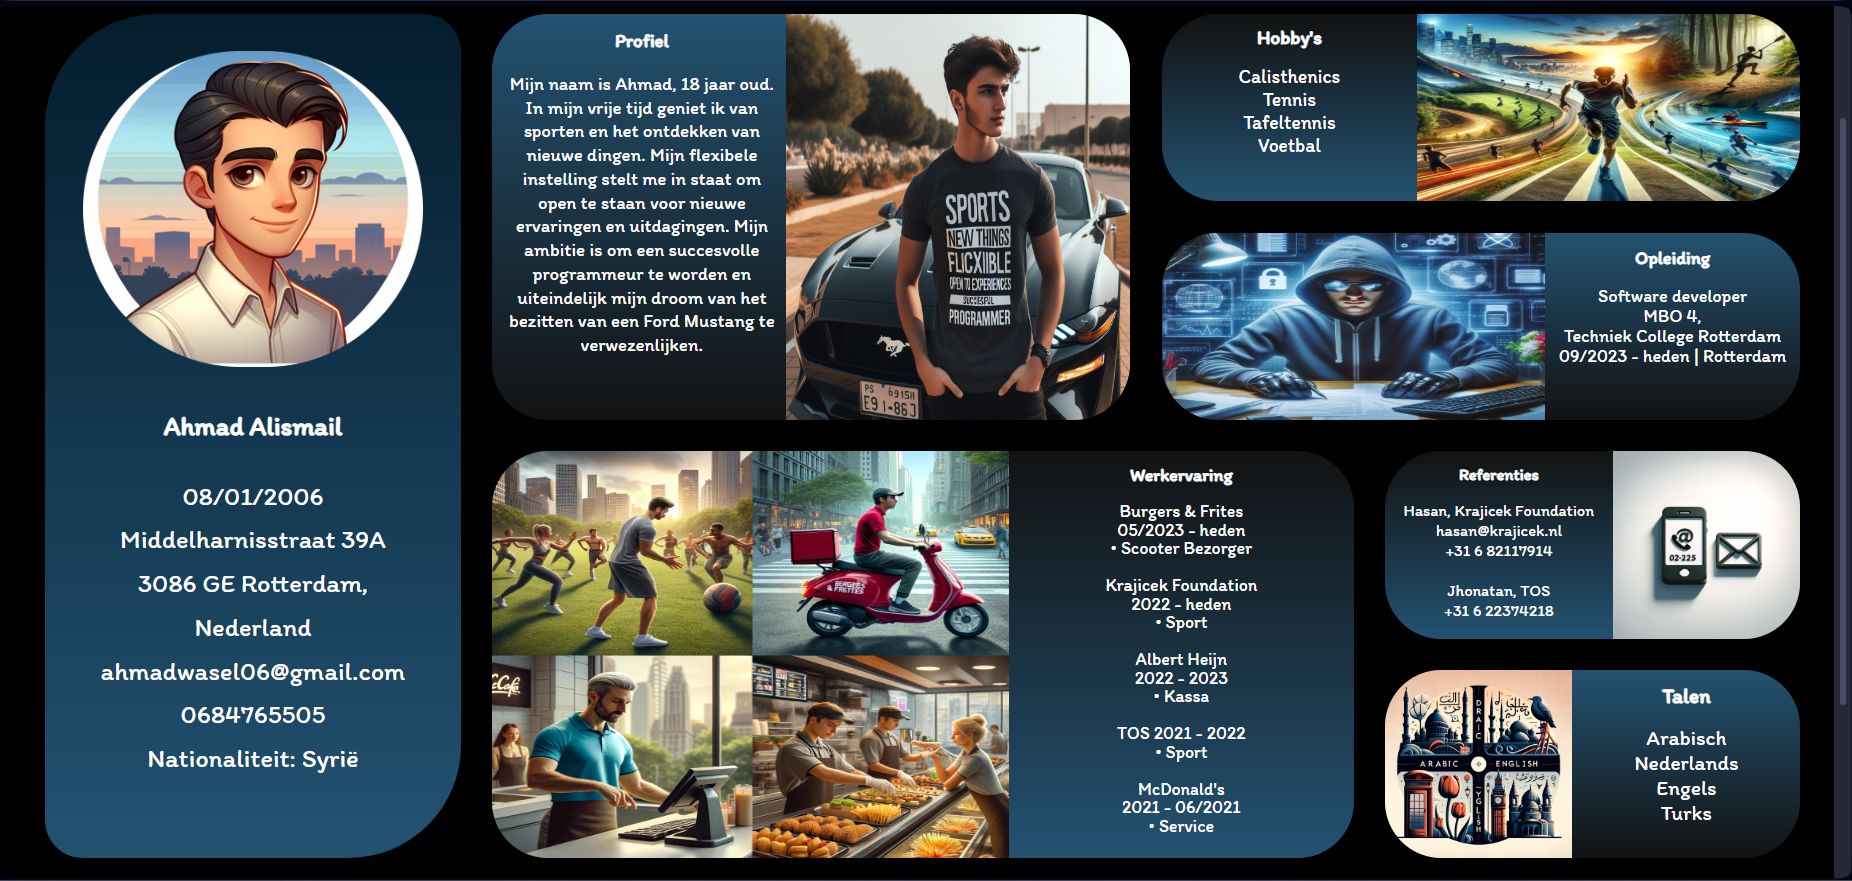 Ahmad Alismail
08/01/2006
Middelharnisstraat 39A
3086 GE Rotterdam,
Nederland
ahmadwasel06@gmail.com
0684765505
Nationaliteit: Syrië
Profiel
Mijn naam is Ahmad, 18 jaar oud.
In mijn vrije tijd geniet ik van
sporten en het ontdekken van
nieuwe dingen. Mijn flexibele
instelling stelt me in staat om
open te staan voor nieuwe
ervaringen en uitdagingen. Mijn
ambitie is om een succesvolle
programmeur te worden en
uiteindelijk mijn droom van het
bezitten van een Ford Mustang te
verwezenlijken.
SPORTS
NEW THINGS
FLICXIIBLE
OPEN TO EXPERIENCES
SUCCESFUL
PROGRAMMER
Hobby's
Calisthenics
Tennis
Tafeltennis
Voetbal
Opleiding
Software developer
MBO 4,
Techniek College Rotterdam
09/2023 - heden | Rotterdam
Werkervaring
Burgers & Frites
05/2023 - heden
• Scooter Bezorger
Krajicek Foundation
2022 - heden
• Sport
Albert Heijn
2022 - 2023
• Kassa
TOS 2021 - 2022
• Sport
McDonald's
2021 - 06/2021
• Service
Referenties
Hasan, Krajicek Foundation
hasan@krajicek.nl
+31 6 82117914
Jhonatan, TOS
+31 6 22374218
02-225
Talen
Arabisch
Nederlands
Engels
Turks
ARABIC ENGLISH